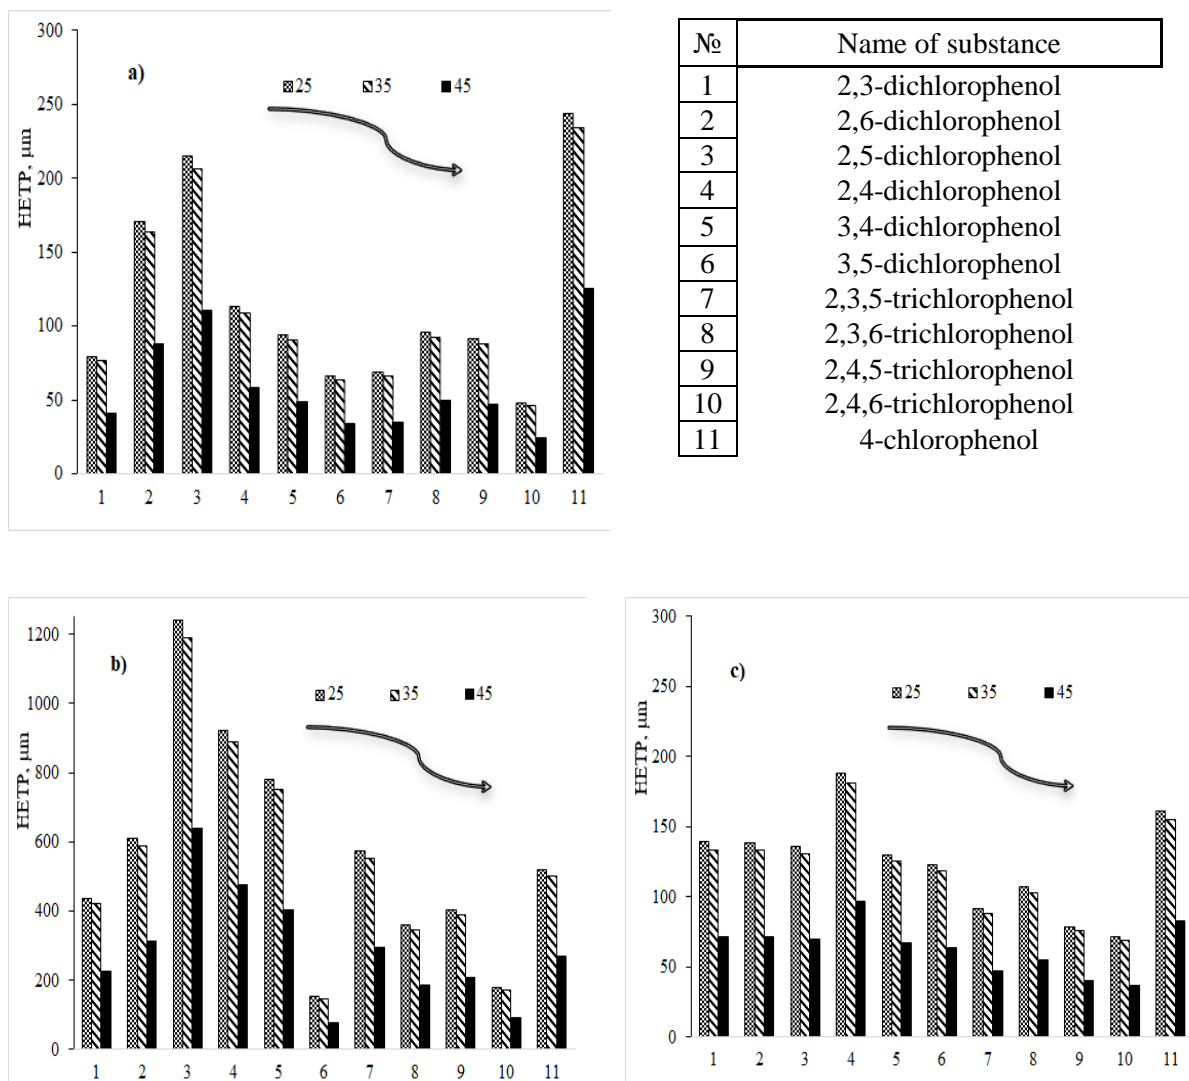 300
250
200
150
100
50
0
HETP, µm
a)
25 35 45
1 2 3 4 5 6 7 8 9 10 11
№ Name of substance
1 2,3-dichlorophenol
2 2,6-dichlorophenol
3 2,5-dichlorophenol
4 2,4-dichlorophenol
5 3,4-dichlorophenol
6 3,5-dichlorophenol
7 2,3,5-trichlorophenol
8 2,3,6-trichlorophenol
9 2,4,5-trichlorophenol
10 2,4,6-trichlorophenol
11 4-chlorophenol
1200
1000
800
600
400
200
0
HETP, µm
b)
25 35 45
1 2 3 4 5 6 7 8 9 10 11
300
250
200
150
100
50
0
HETP, µm
c)
25 35 45
1 2 3 4 5 6 7 8 9 10 11